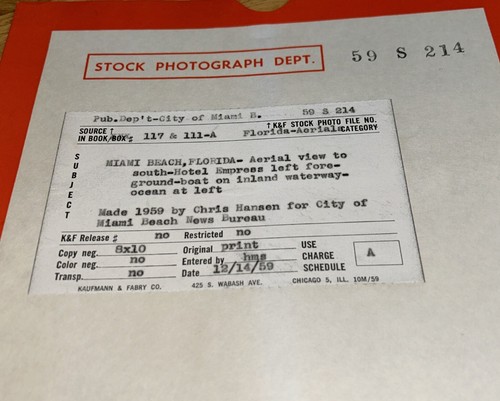 STOCK PHOTOGRAPH DEPT. 59 S 214
Pub.Dep't-City of Miami B. 59 S 214
SOURCE ↑ ↑ K&F STOCK PHOTO FILE NO.
IN BOOK/BOX 117 & 111-A Florida-Aerials CATEGORY
SUBJECT
MIAMI BEACH,FLORIDA- Aerial view to
south-Hotel Empress left fore-
ground-boat on inland waterway-
ocean at left
Made 1959 by Chris Hansen for City of
Miami Beach News Bureau
K&F Release no Restricted no
Copy neg. 8x10 Original print USE
Color neg. no Entered by hms CHARGE A
Transp. no Date 12/14/59 SCHEDULE
KAUFMANN & FABRY CO. 425 S. WABASH AVE. CHICAGO 5, ILL. 10M/59